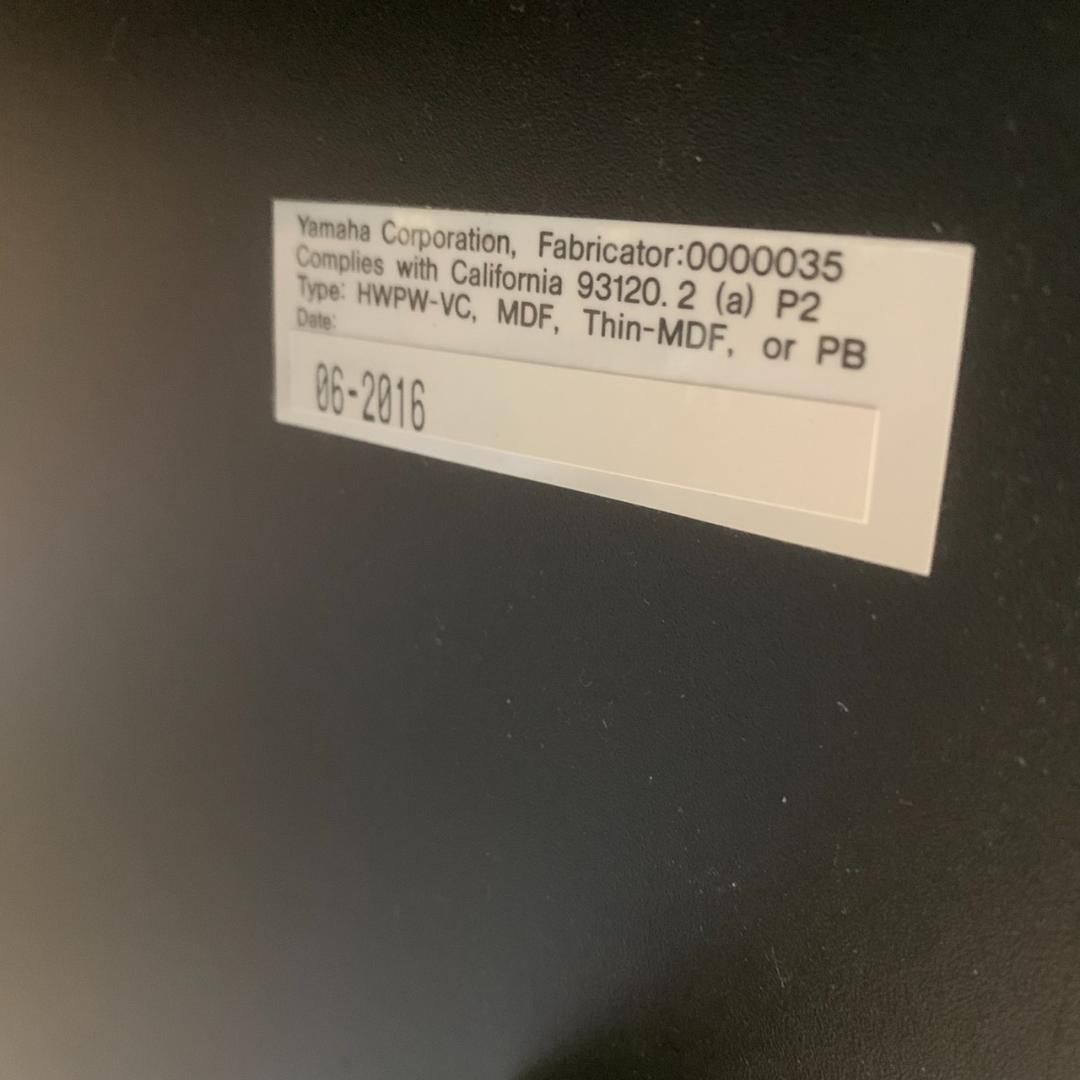 Yamaha Corporation, Fabricator:0000035
Complies with California 93120.2 (a) P2
Type: HWPW-VC, MDF, Thin-MDF, or PB
Date:
06-2016